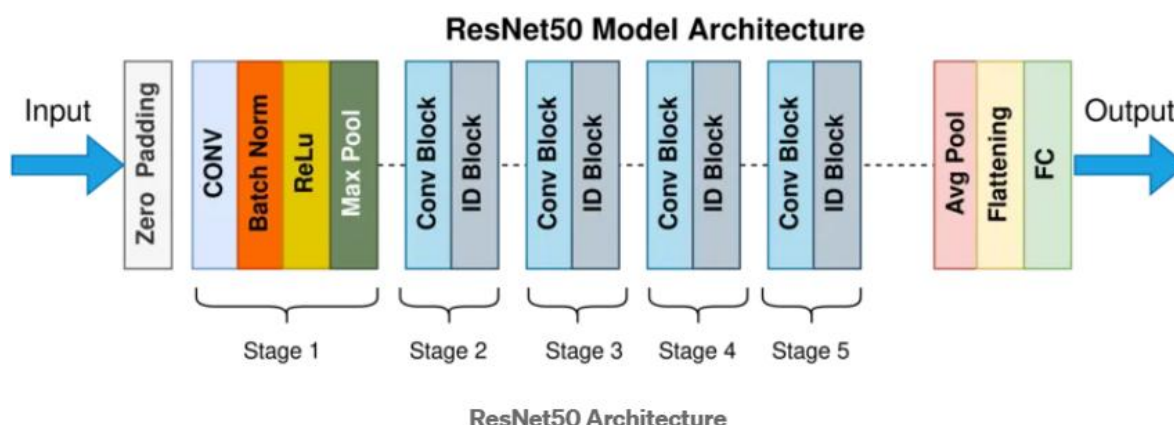 ResNet50 Model Architecture
Input
Zero Padding
CONV
Batch Norm
ReLu
Max Pool
Conv Block
ID Block
Conv Block
ID Block
Conv Block
ID Block
Conv Block
ID Block
Avg Pool
Flattening
FC
Output
Stage 1
Stage 2
Stage 3
Stage 4
Stage 5
ResNet50 Architecture